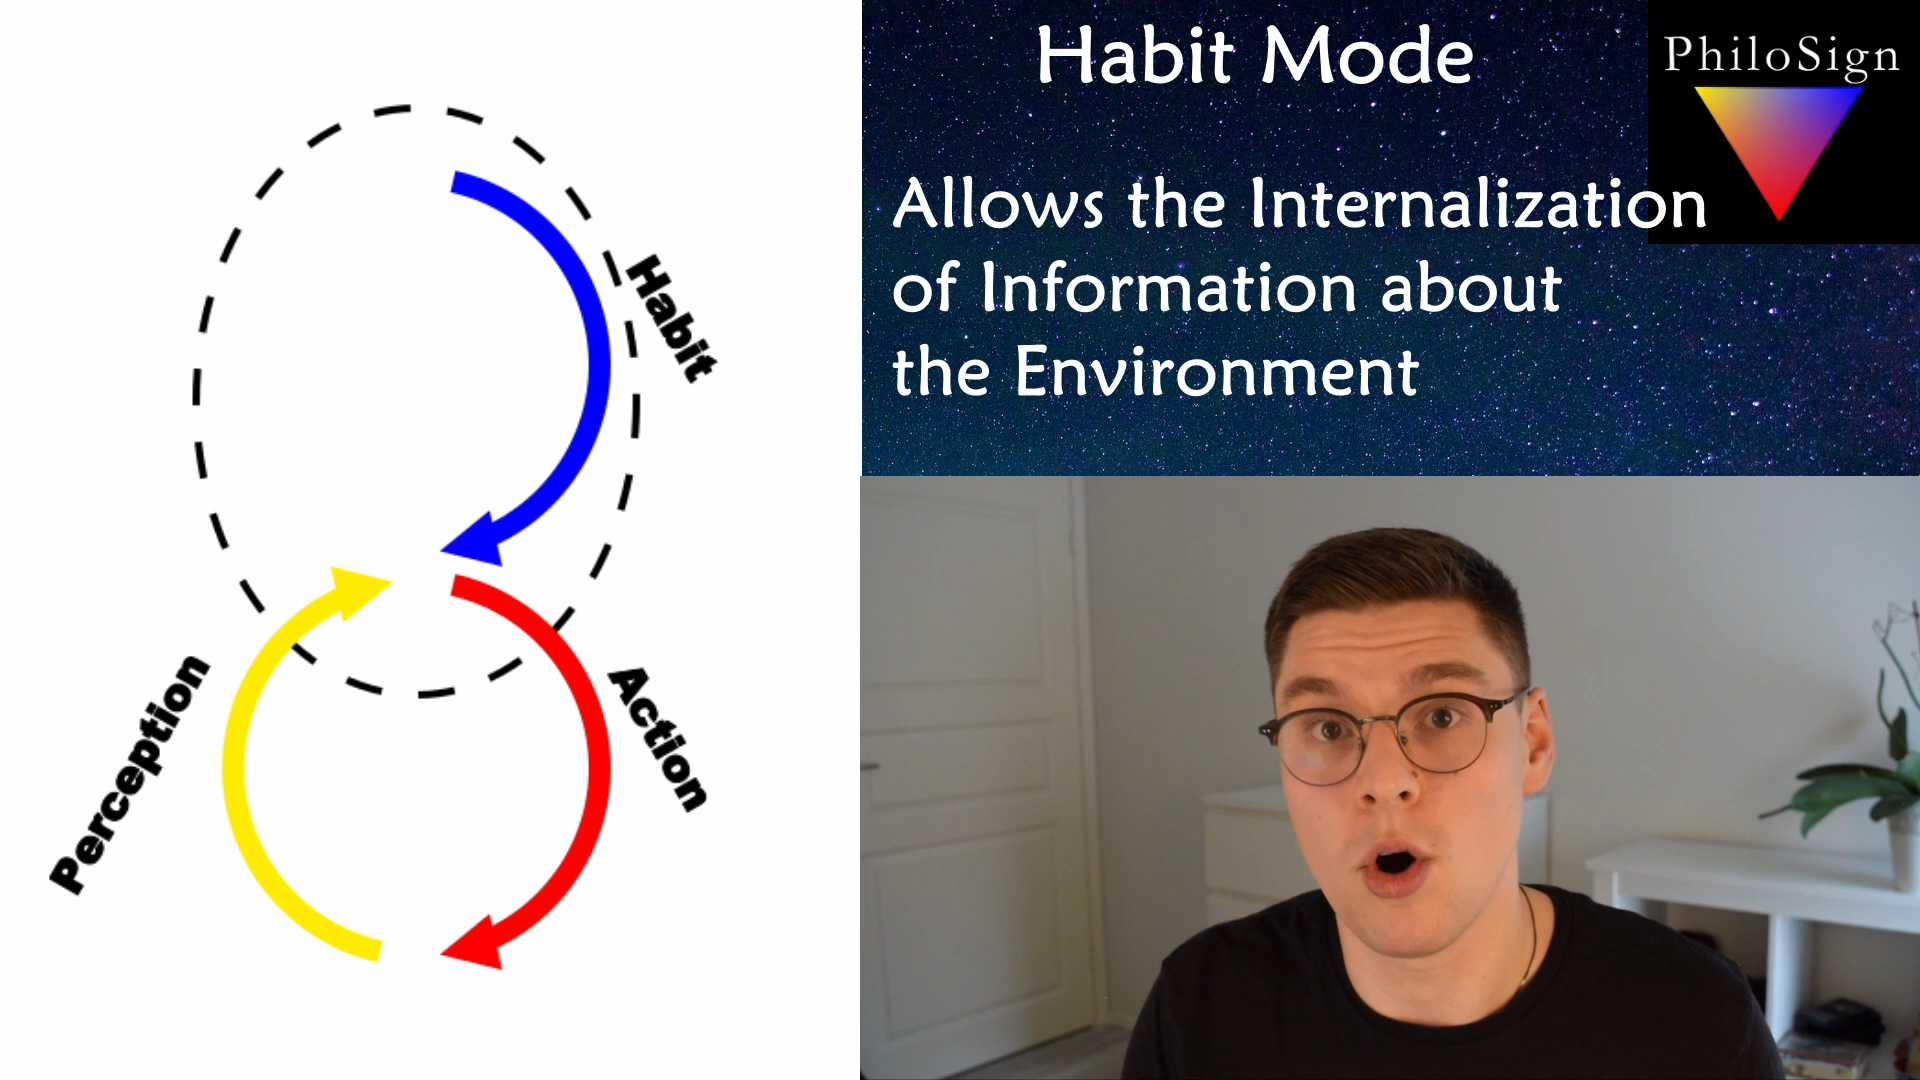 Habit
Perception
Action
Habit Mode
PhiloSign
Allows the Internalization
of Information about
the Environment